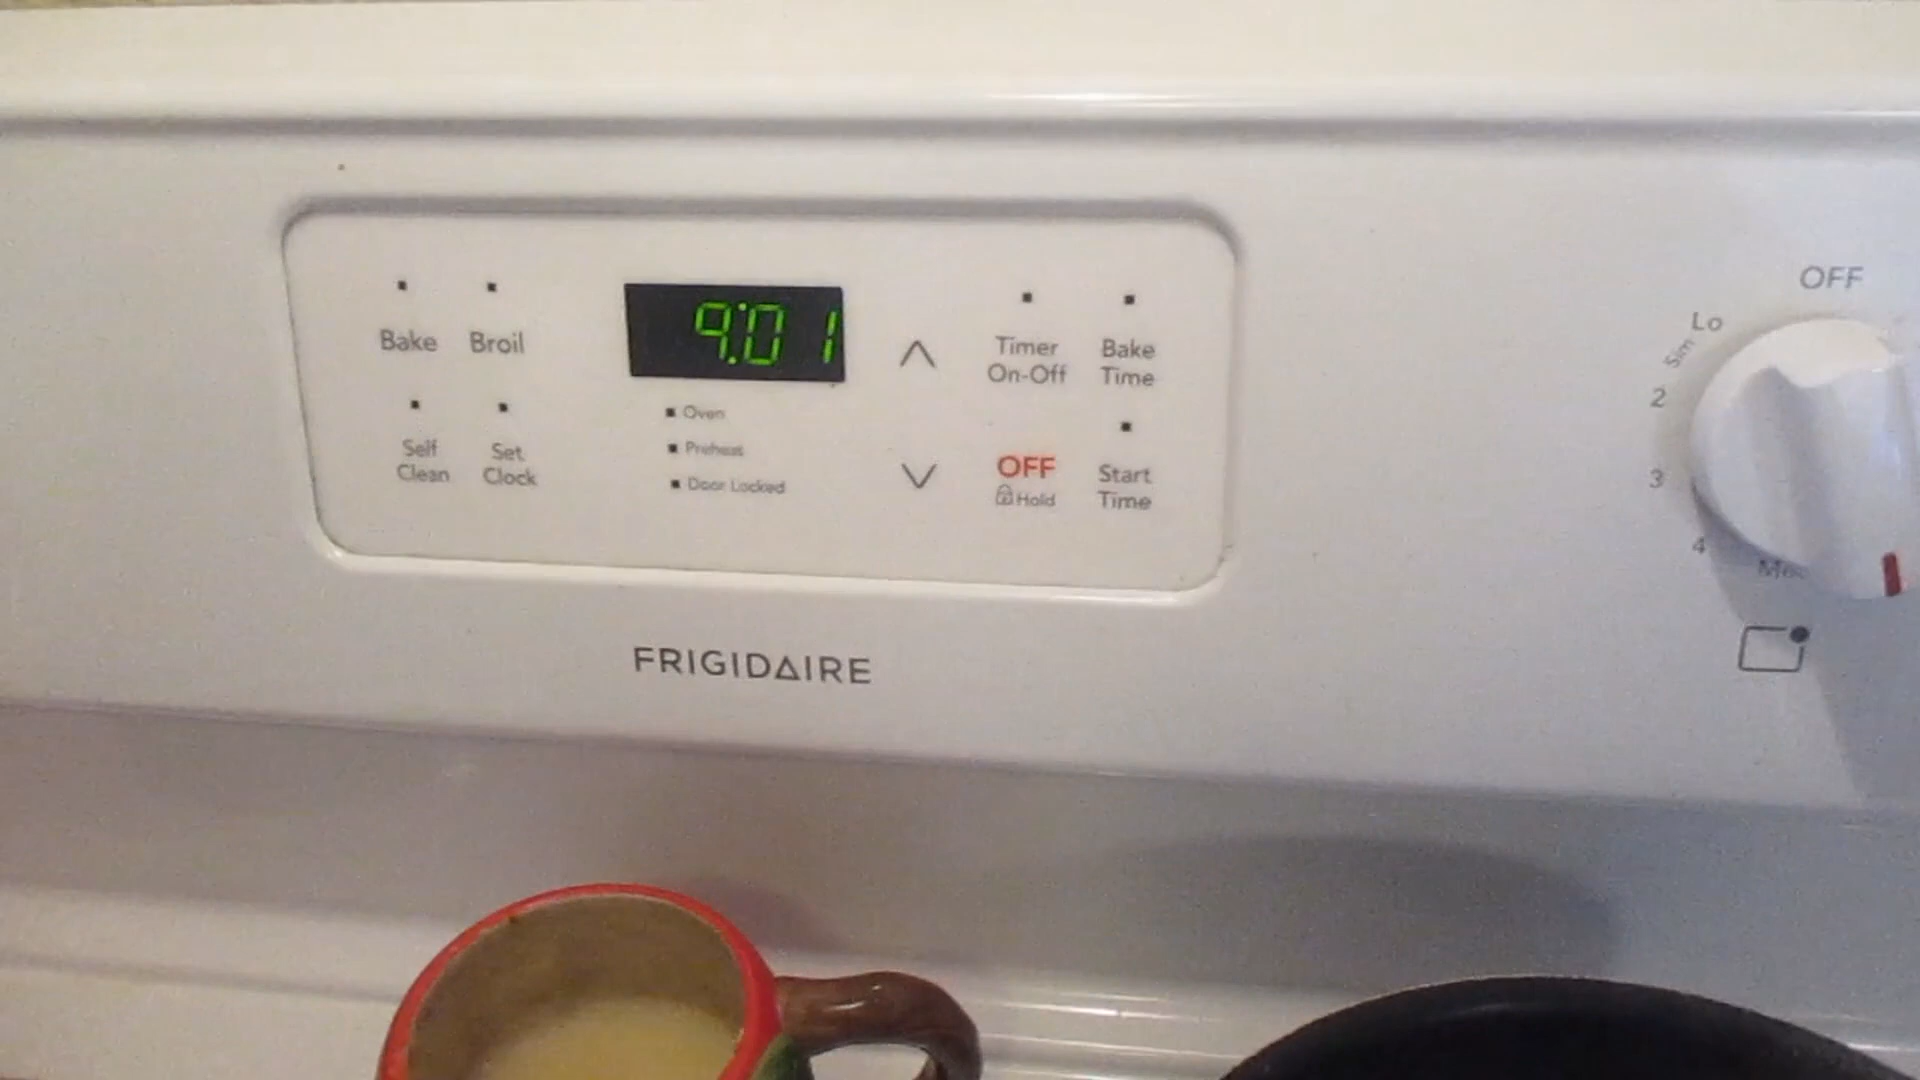 Bake
Broil
9:01
Timer
On-Off
Bake
Time
Oven
Preheat
Door Locked
Self
Clean
Set
Clock
OFF
Hold
Start
Time
FRIGIDAIRE
OFF
Lo
Sim
2
3
4